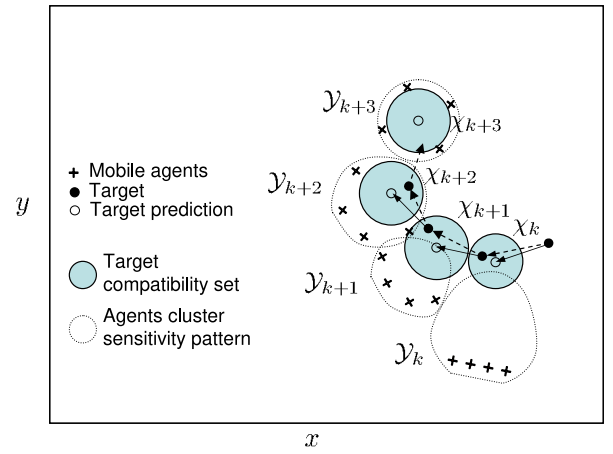 𝒴ₖ₊₃
χₖ₊₃
𝒴ₖ₊₂
χₖ₊₂
χₖ₊₁
χₖ
𝒴ₖ₊₁
𝒴ₖ
Mobile agents
Target
Target prediction
Target
compatibility set
Agents cluster
sensitivity pattern
y
x